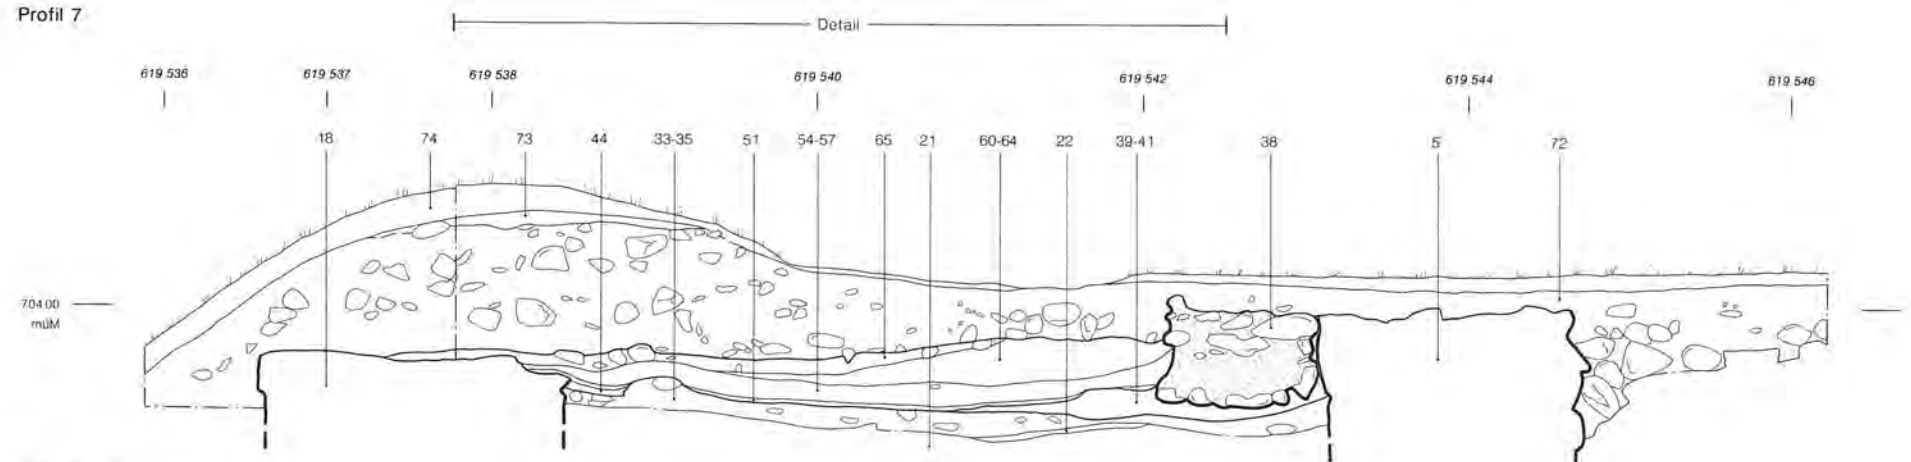 Profil 7
Detail
619 536 619 537 619 538 619 540 619 542 619 544 619 546
18 74 73 44 33-35 51 54-57 65 21 60-64 22 39-41 38 5 72
704 00
müM